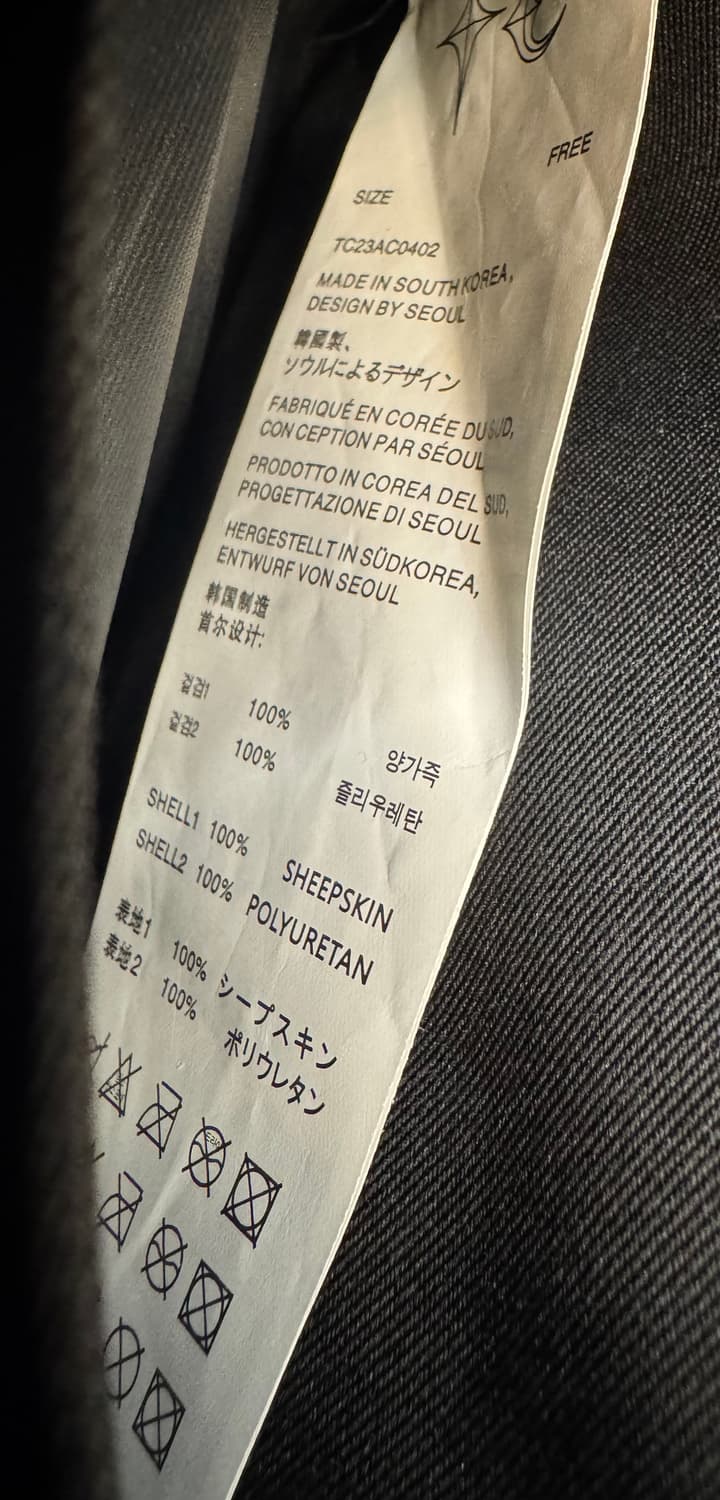 FREE
SIZE
TC23AC0402
MADE IN SOUTH KOREA,
DESIGN BY SEOUL
韓國製、
ソウルによるデザイン
FABRIQUÉ EN CORÉE DU SUD,
CON CEPTION PAR SÉOUL
PRODOTTO IN COREA DEL SUD,
PROGETTAZIONE DI SEOUL
HERGESTELLT IN SÜDKOREA,
ENTWURF VON SEOUL
韩国制造
首尔设计:
겉감1 100% 양가죽
겉감2 100% 폴리우레탄
SHELL1 100% SHEEPSKIN
SHELL2 100% POLYURETAN
表地1 100% シープスキン
表地2 100% ポリウレタン